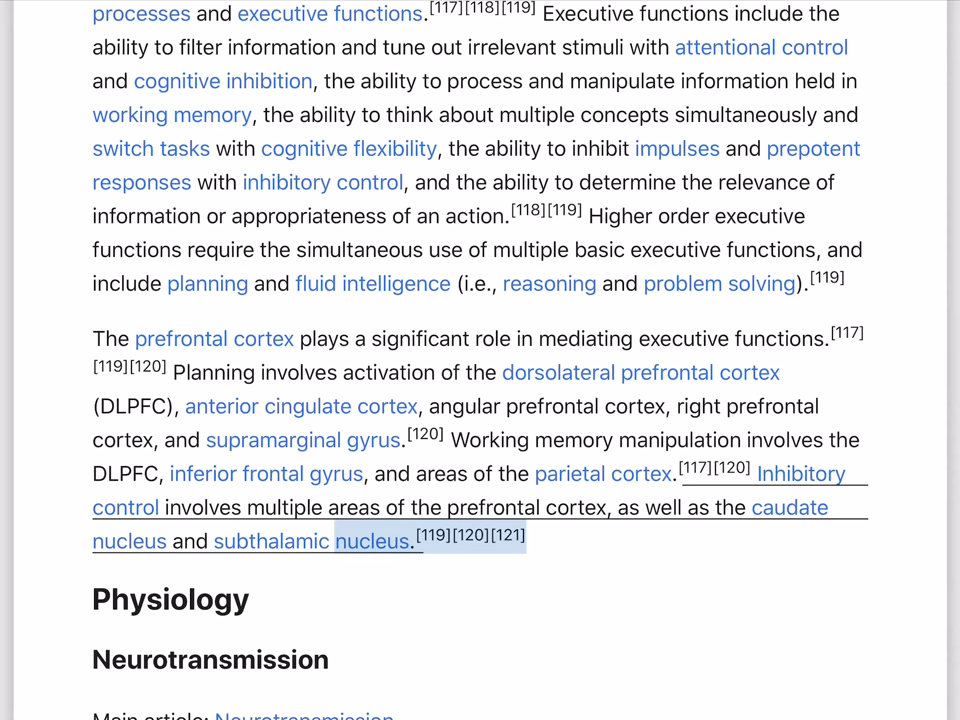 processes and executive functions.[117][118][119] Executive functions include the
ability to filter information and tune out irrelevant stimuli with attentional control
and cognitive inhibition, the ability to process and manipulate information held in
working memory, the ability to think about multiple concepts simultaneously and
switch tasks with cognitive flexibility, the ability to inhibit impulses and prepotent
responses with inhibitory control, and the ability to determine the relevance of
information or appropriateness of an action.[118][119] Higher order executive
functions require the simultaneous use of multiple basic executive functions, and
include planning and fluid intelligence (i.e., reasoning and problem solving).[119]
The prefrontal cortex plays a significant role in mediating executive functions.[117]
[119][120] Planning involves activation of the dorsolateral prefrontal cortex
(DLPFC), anterior cingulate cortex, angular prefrontal cortex, right prefrontal
cortex, and supramarginal gyrus.[120] Working memory manipulation involves the
DLPFC, inferior frontal gyrus, and areas of the parietal cortex.[117][120] Inhibitory
control involves multiple areas of the prefrontal cortex, as well as the caudate
nucleus and subthalamic nucleus.[119][120][121]
Physiology
Neurotransmission
Main article: Neurotransmission